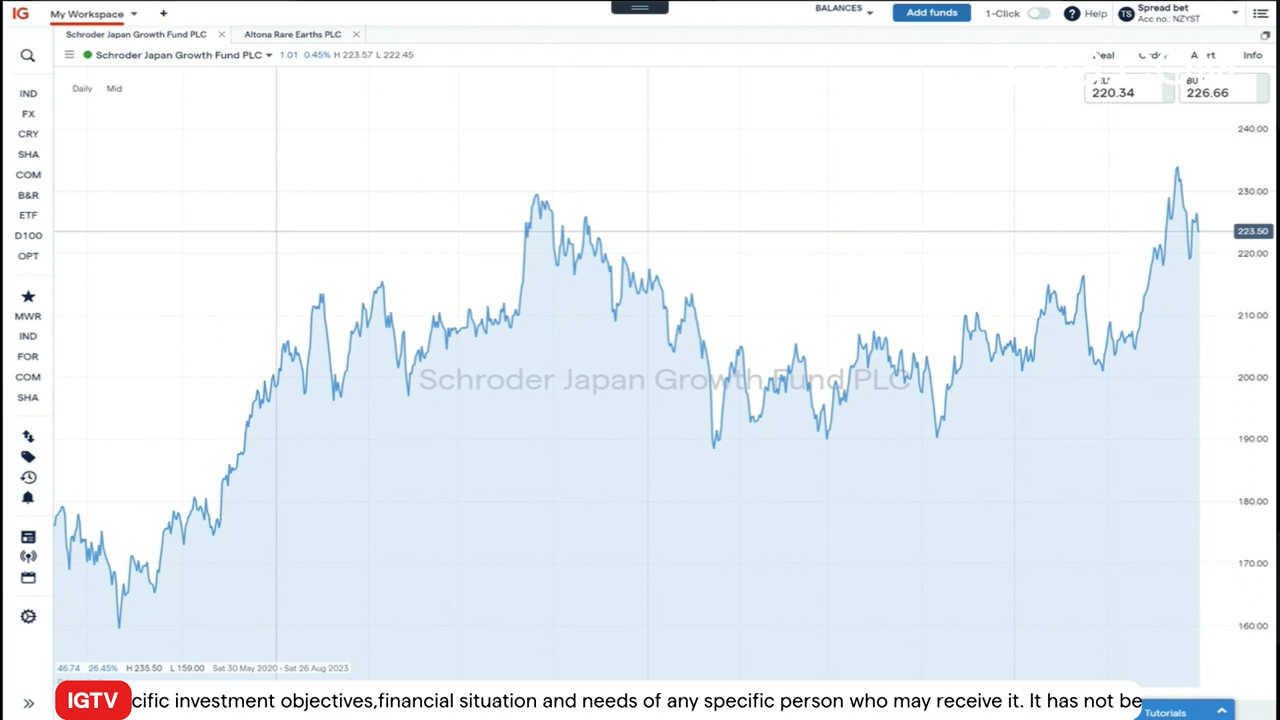 IG
My Workspace
+
BALANCES
Add funds
1-Click
Help
TS
Spread bet
Acc no.: NZYST
Schroder Japan Growth Fund PLC
Altona Rare Earths PLC
Schroder Japan Growth Fund PLC 1.01 0.45% H 223.57 L 222.45
Info
Daily Mid
220.34
226.66
IND
FX
CRY
SHA
COM
B&R
ETF
D100
OPT
MWR
IND
FOR
COM
SHA
240.00
230.00
223.50
220.00
210.00
200.00
190.00
180.00
170.00
160.00
Schroder Japan Growth Fund PLC
46.74 26.45% H 235.50 L 159.00 Sat 30 May 2020 - Sat 26 Aug 2023
IGTV
cific investment objectives,financial situation and needs of any specific person who may receive it. It has not be
Tutorials